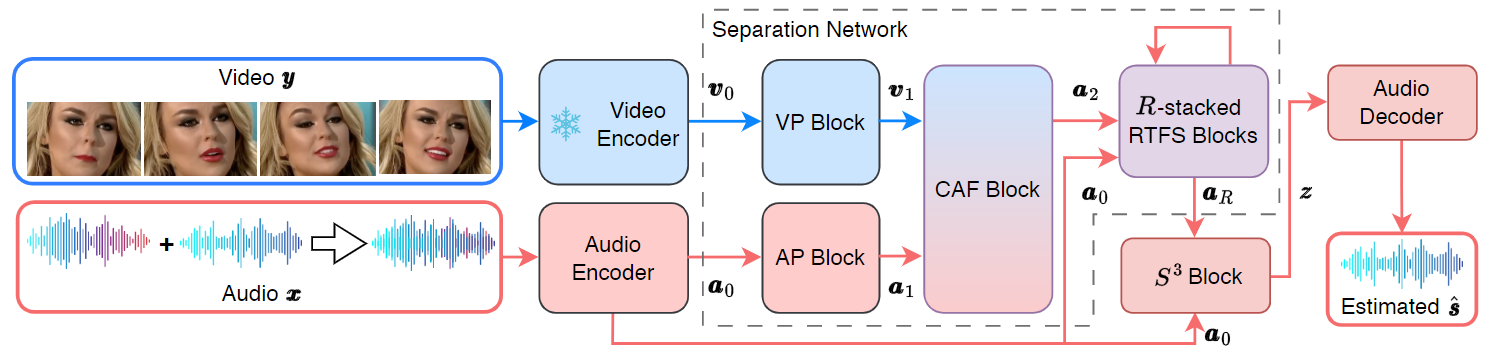 Separation Network
Video y
Video
Encoder
v₀
VP Block
v₁
CAF Block
a₂
R-stacked
RTFS Blocks
Audio
Decoder
a₀
a_R
z
+
Audio x
Audio
Encoder
a₀
AP Block
a₁
S³ Block
a₀
Estimated ŝ